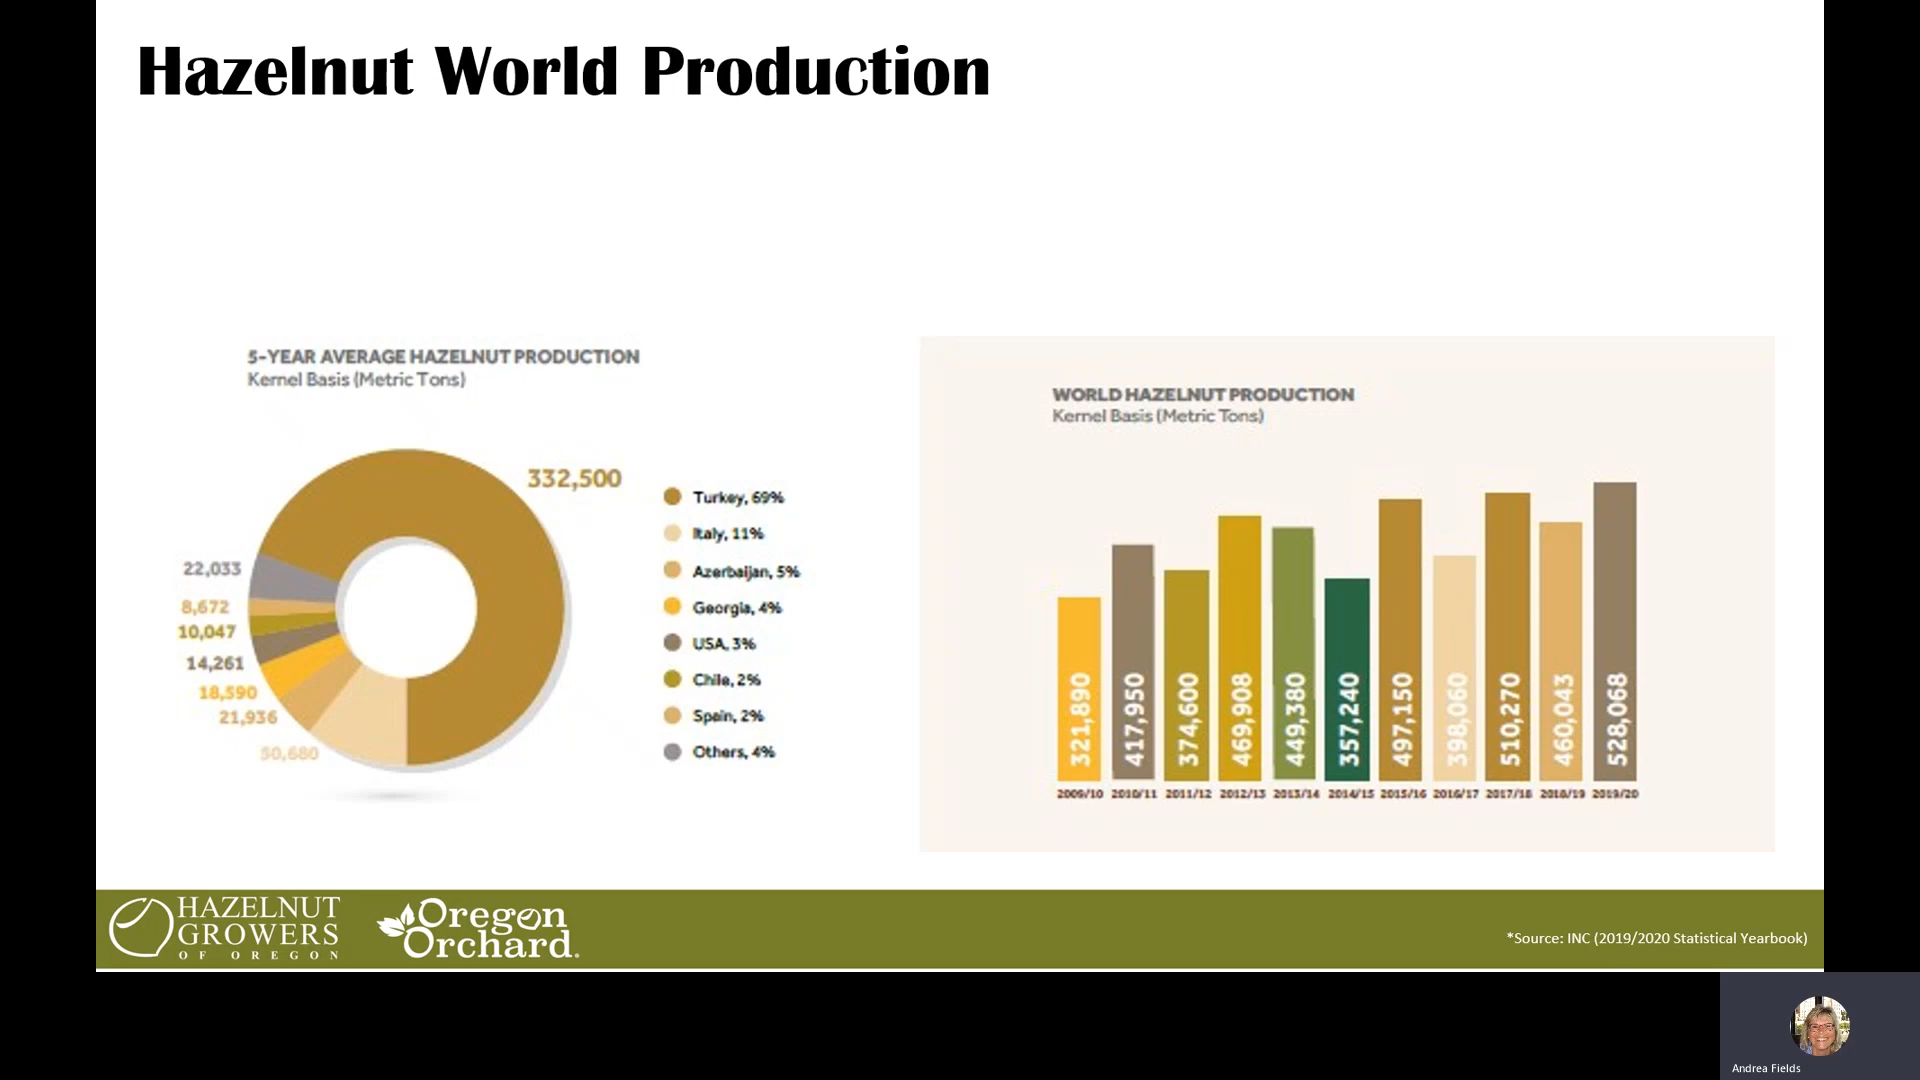 Hazelnut World Production
5-YEAR AVERAGE HAZELNUT PRODUCTION
Kernel Basis (Metric Tons)
332,500
22,033
8,672
10,047
14,261
18,590
21,936
50,680
Turkey, 69%
Italy, 11%
Azerbaijan, 5%
Georgia, 4%
USA, 3%
Chile, 2%
Spain, 2%
Others, 4%
WORLD HAZELNUT PRODUCTION
Kernel Basis (Metric Tons)
321,890
417,950
374,600
469,908
449,380
357,240
497,150
398,060
510,270
460,043
528,068
2009/10 2010/11 2011/12 2012/13 2013/14 2014/15 2015/16 2016/17 2017/18 2018/19 2019/20
HAZELNUT
GROWERS
OF OREGON
Oregon
Orchard.
*Source: INC (2019/2020 Statistical Yearbook)
Andrea Fields